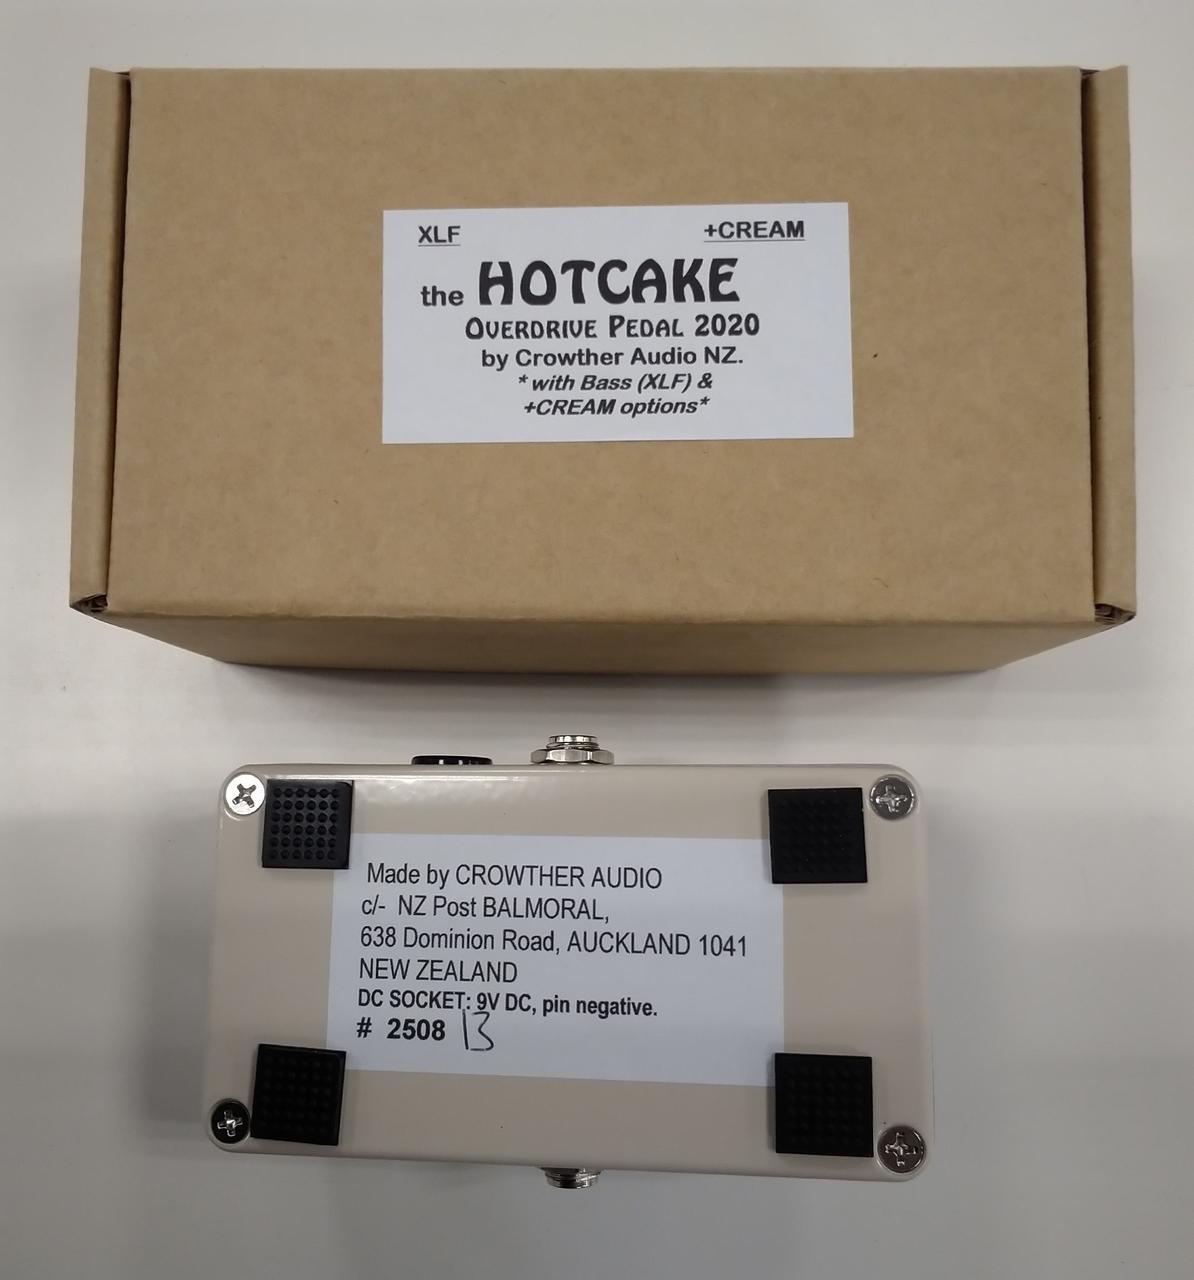 XLF +CREAM
the HOTCAKE
OVERDRIVE PEDAL 2020
by Crowther Audio NZ.
*with Bass (XLF) &
+CREAM options*
Made by CROWTHER AUDIO
c/- NZ Post BALMORAL,
638 Dominion Road, AUCKLAND 1041
NEW ZEALAND
DC SOCKET: 9V DC, pin negative.
# 2508 13